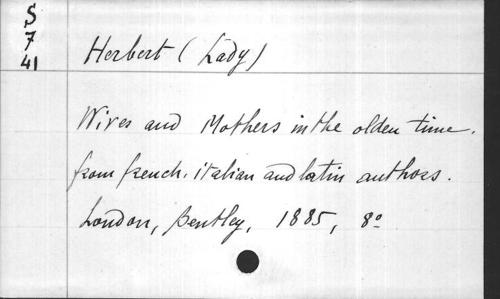 S
7
41
Herbert (Lady)
Wives and Mothers in the olden time.
from french, italian and latin authors.
London, Bentley, 1885, 8º